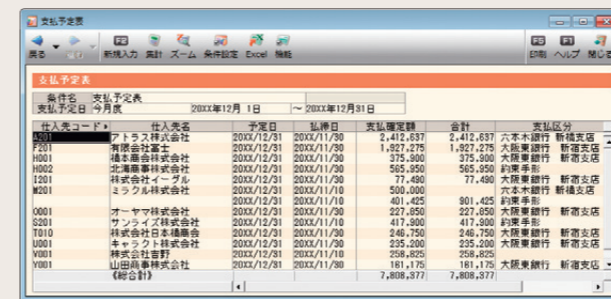 支払予定表
戻る 新規入力 集計 ズーム 条件設定 Excel 機能 印刷 ヘルプ 閉じる
F2 F5 F1
支払予定表
条件名 支払予定表
支払予定日 今月度 20XX年12月 1日 ～ 20XX年12月31日
仕入先コード 仕入先名 予定日 払締日 支払確定額 合計 支払区分
A201 アトラス株式会社 20XX/12/31 20XX/11/30 2,412,637 2,412,637 六本木銀行 新橋支店
F201 有限会社富士 20XX/12/31 20XX/11/30 1,927,275 1,927,275 大阪東銀行 新宿支店
H001 橋本商会株式会社 20XX/12/31 20XX/11/30 375,900 375,900 大阪東銀行 新宿支店
H002 北海商事株式会社 20XX/12/31 20XX/11/30 565,950 565,950 約束手形
I201 株式会社イーグル 20XX/12/31 20XX/11/30 77,490 77,490 大阪東銀行 新宿支店
M201 ミラクル株式会社 20XX/12/31 20XX/11/10 500,000 六本木銀行 新橋支店
20XX/12/31 20XX/11/10 401,425 901,425 約束手形
O001 オーヤマ株式会社 20XX/12/31 20XX/11/30 227,850 227,850 大阪東銀行 新宿支店
S201 サンライズ株式会社 20XX/12/31 20XX/11/10 417,900 417,900 約束手形
T010 株式会社日本橋商会 20XX/12/31 20XX/11/30 246,750 246,750 大阪東銀行 新宿支店
U001 キャラクト株式会社 20XX/12/31 20XX/11/30 235,200 235,200 大阪東銀行 新宿支店
V001 株式会社吉野 20XX/12/31 20XX/11/10 258,825 258,825
Y001 山田商事株式会社 20XX/12/31 20XX/11/30 161,175 161,175 大阪東銀行 新宿支店
《総合計》 7,808,377 7,808,377